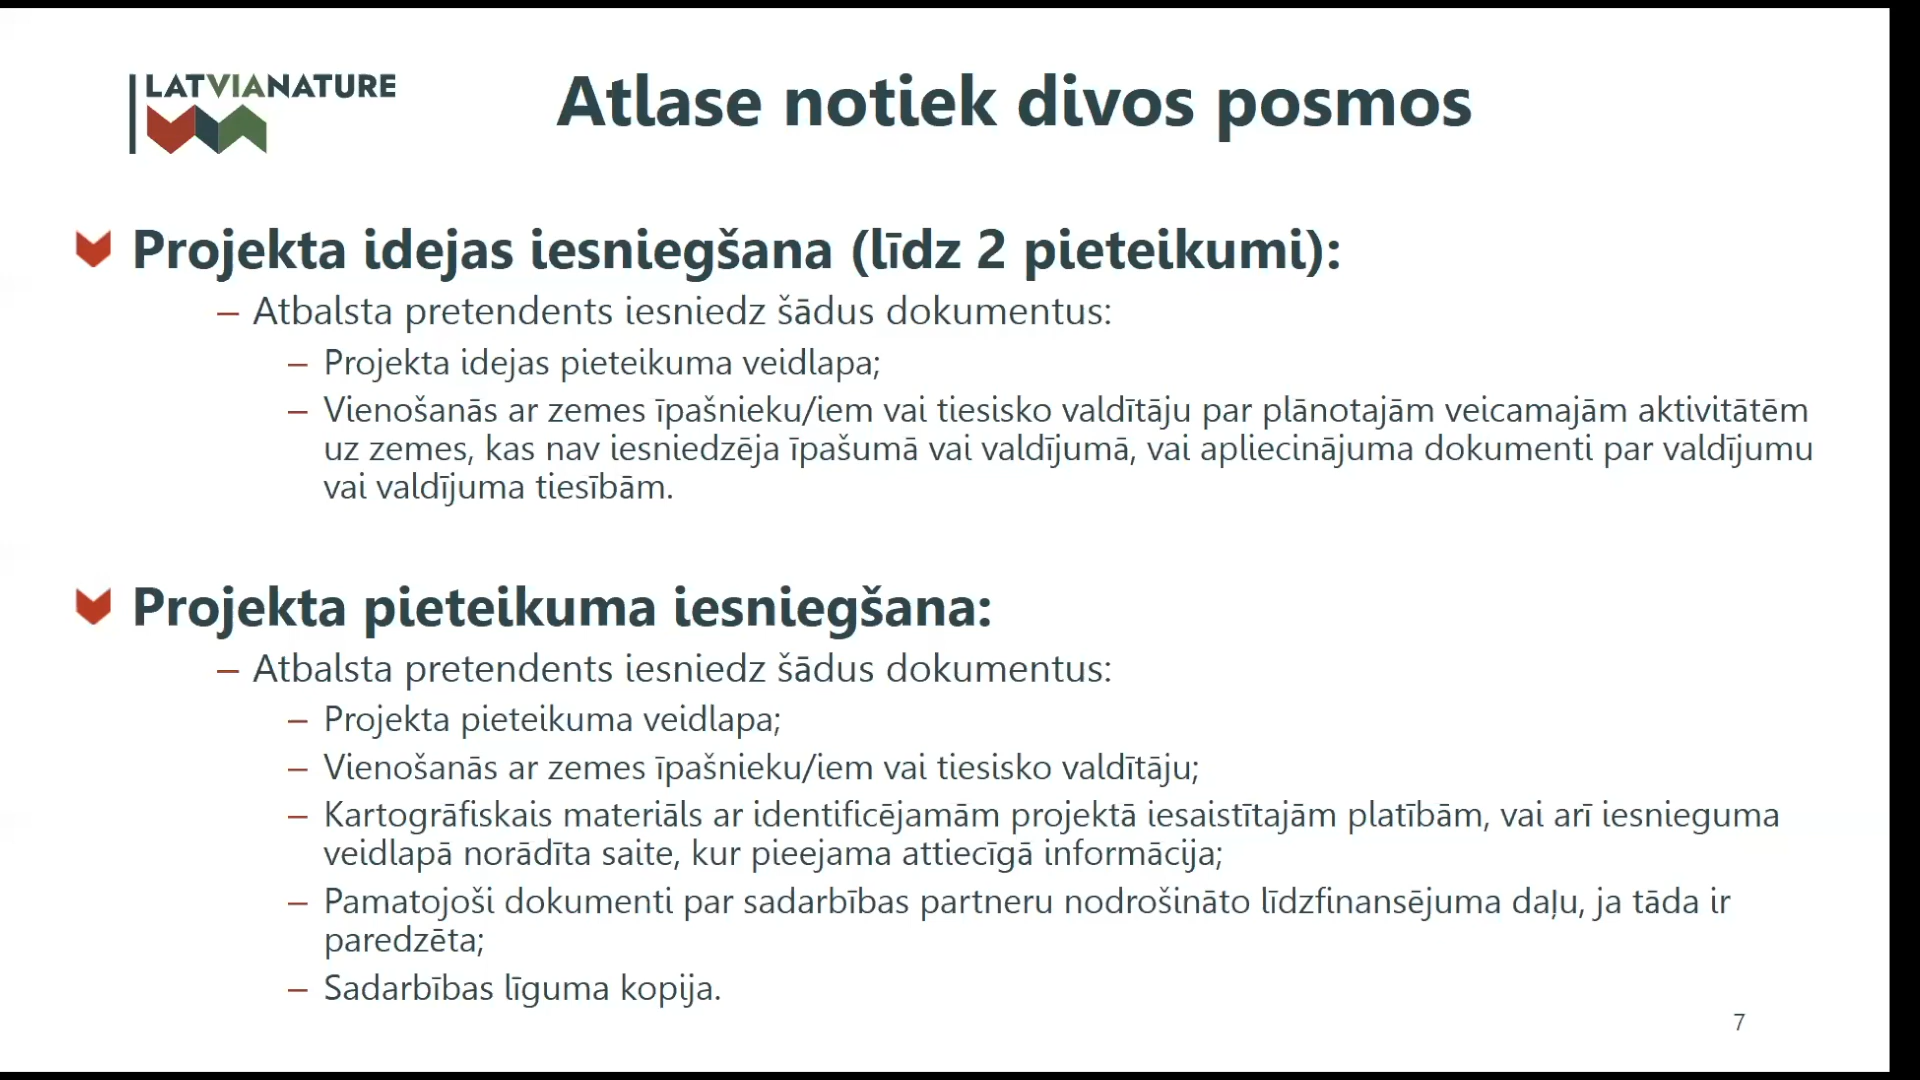 LATVIANATURE
Atlase notiek divos posmos
Projekta idejas iesniegšana (līdz 2 pieteikumi):
– Atbalsta pretendents iesniedz šādus dokumentus:
– Projekta idejas pieteikuma veidlapa;
– Vienošanās ar zemes īpašnieku/iem vai tiesisko valdītāju par plānotajām veicamajām aktivitātēm
uz zemes, kas nav iesniedzēja īpašumā vai valdījumā, vai apliecinājuma dokumenti par valdījumu
vai valdījuma tiesībām.
Projekta pieteikuma iesniegšana:
– Atbalsta pretendents iesniedz šādus dokumentus:
– Projekta pieteikuma veidlapa;
– Vienošanās ar zemes īpašnieku/iem vai tiesisko valdītāju;
– Kartogrāfiskais materiāls ar identificējamām projektā iesaistītajām platībām, vai arī iesnieguma
veidlapā norādīta saite, kur pieejama attiecīgā informācija;
– Pamatojoši dokumenti par sadarbības partneru nodrošināto līdzfinansējuma daļu, ja tāda ir
paredzēta;
– Sadarbības līguma kopija.
7